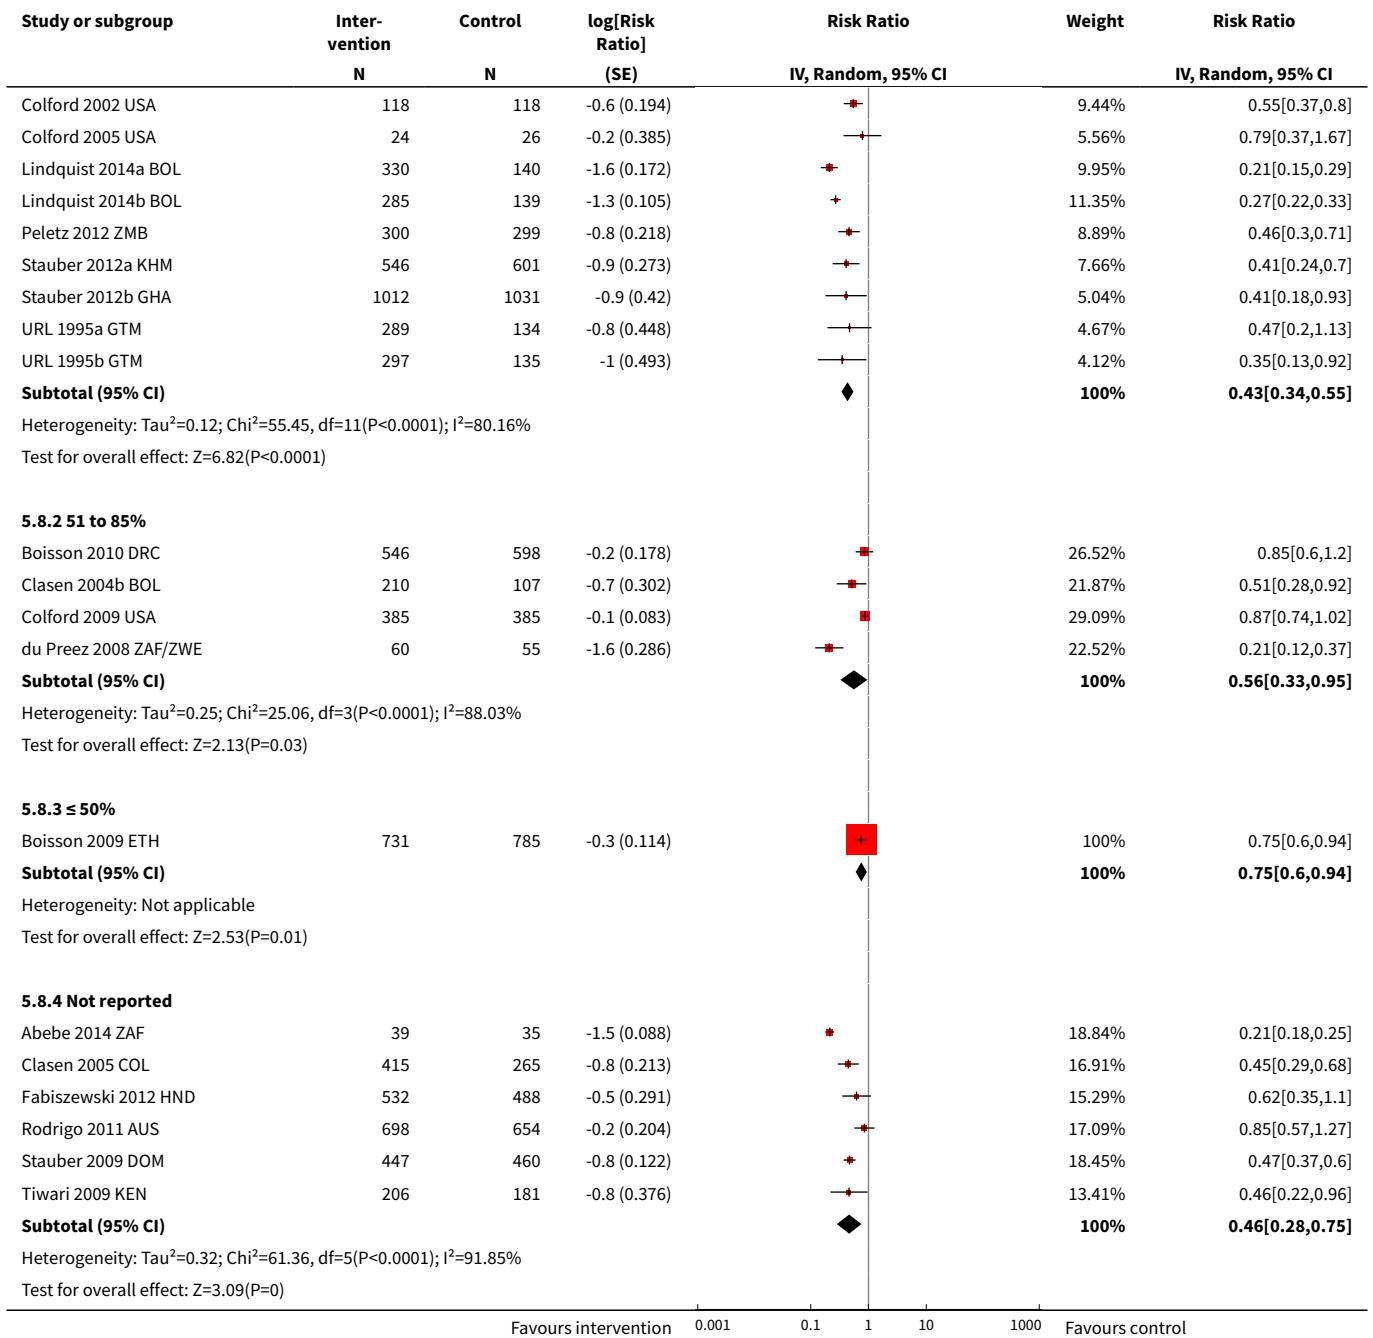 Study or subgroup Inter-vention Control log[Risk Ratio] Risk Ratio Weight Risk Ratio
N N (SE) IV, Random, 95% CI IV, Random, 95% CI
Colford 2002 USA 118 118 -0.6 (0.194) 9.44% 0.55[0.37,0.8]
Colford 2005 USA 24 26 -0.2 (0.385) 5.56% 0.79[0.37,1.67]
Lindquist 2014a BOL 330 140 -1.6 (0.172) 9.95% 0.21[0.15,0.29]
Lindquist 2014b BOL 285 139 -1.3 (0.105) 11.35% 0.27[0.22,0.33]
Peletz 2012 ZMB 300 299 -0.8 (0.218) 8.89% 0.46[0.3,0.71]
Stauber 2012a KHM 546 601 -0.9 (0.273) 7.66% 0.41[0.24,0.7]
Stauber 2012b GHA 1012 1031 -0.9 (0.42) 5.04% 0.41[0.18,0.93]
URL 1995a GTM 289 134 -0.8 (0.448) 4.67% 0.47[0.2,1.13]
URL 1995b GTM 297 135 -1 (0.493) 4.12% 0.35[0.13,0.92]
Subtotal (95% CI) 100% 0.43[0.34,0.55]
Heterogeneity: Tau²=0.12; Chi²=55.45, df=11(P<0.0001); I²=80.16%
Test for overall effect: Z=6.82(P<0.0001)
5.8.2 51 to 85%
Boisson 2010 DRC 546 598 -0.2 (0.178) 26.52% 0.85[0.6,1.2]
Clasen 2004b BOL 210 107 -0.7 (0.302) 21.87% 0.51[0.28,0.92]
Colford 2009 USA 385 385 -0.1 (0.083) 29.09% 0.87[0.74,1.02]
du Preez 2008 ZAF/ZWE 60 55 -1.6 (0.286) 22.52% 0.21[0.12,0.37]
Subtotal (95% CI) 100% 0.56[0.33,0.95]
Heterogeneity: Tau²=0.25; Chi²=25.06, df=3(P<0.0001); I²=88.03%
Test for overall effect: Z=2.13(P=0.03)
5.8.3 ≤ 50%
Boisson 2009 ETH 731 785 -0.3 (0.114) 100% 0.75[0.6,0.94]
Subtotal (95% CI) 100% 0.75[0.6,0.94]
Heterogeneity: Not applicable
Test for overall effect: Z=2.53(P=0.01)
5.8.4 Not reported
Abebe 2014 ZAF 39 35 -1.5 (0.088) 18.84% 0.21[0.18,0.25]
Clasen 2005 COL 415 265 -0.8 (0.213) 16.91% 0.45[0.29,0.68]
Fabiszewski 2012 HND 532 488 -0.5 (0.291) 15.29% 0.62[0.35,1.1]
Rodrigo 2011 AUS 698 654 -0.2 (0.204) 17.09% 0.85[0.57,1.27]
Stauber 2009 DOM 447 460 -0.8 (0.122) 18.45% 0.47[0.37,0.6]
Tiwari 2009 KEN 206 181 -0.8 (0.376) 13.41% 0.46[0.22,0.96]
Subtotal (95% CI) 100% 0.46[0.28,0.75]
Heterogeneity: Tau²=0.32; Chi²=61.36, df=5(P<0.0001); I²=91.85%
Test for overall effect: Z=3.09(P=0)
Favours intervention 0.001 0.1 1 10 1000 Favours control